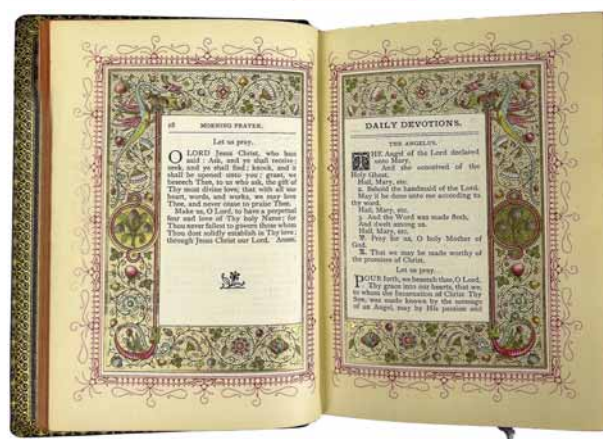 28 MORNING PRAYER.
Let us pray.
O LORD Jesus Christ, who hast
said: Ask, and ye shall receive;
seek, and ye shall find; knock, and it
shall be opened unto you; grant, we
beseech Thee, to us who ask, the gift of
Thy most divine love; that with all our
heart, words, and works, we may love
Thee, and never cease to praise Thee.
Make us, O Lord, to have a perpetual
fear and love of Thy holy Name; for
Thou never failest to govern those whom
Thou dost solidly establish in Thy love;
through Jesus Christ our Lord. Amen.
DAILY DEVOTIONS.
THE ANGELUS.
THE Angel of the Lord declared
unto Mary,
And she conceived of the
Holy Ghost.
Hail, Mary, etc.
2. Behold the handmaid of the Lord.
May it be done unto me according to
thy word.
Hail, Mary, etc.
3. And the Word was made flesh,
And dwelt among us.
Hail, Mary, etc.
℣. Pray for us, O holy Mother of
God.
℟. That we may be made worthy of
the promises of Christ.
Let us pray.
POUR forth, we beseech thee, O Lord,
Thy grace into our hearts, that we,
to whom the Incarnation of Christ Thy
Son, was made known by the message
of an Angel, may by His passion and